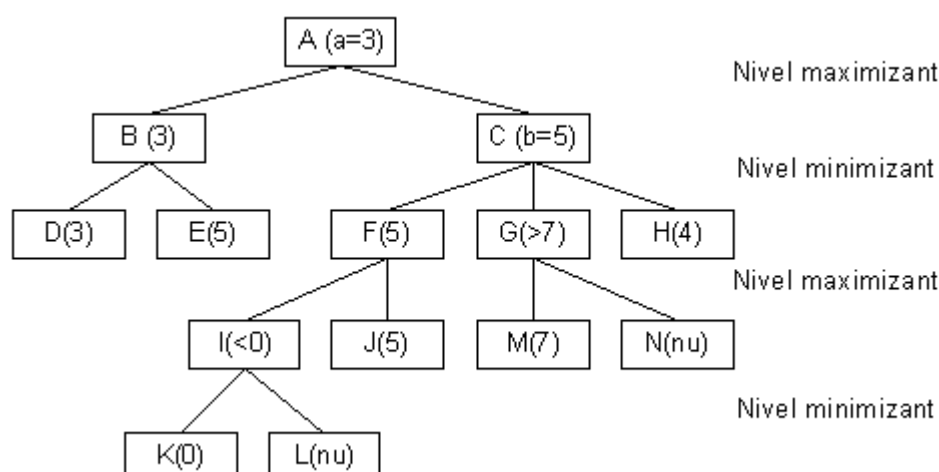 A (a=3)
Nivel maximizant
B (3)
C (b=5)
Nivel minimizant
D(3)
E(5)
F(5)
G(>7)
H(4)
Nivel maximizant
I(<0)
J(5)
M(7)
N(nu)
Nivel minimizant
K(0)
L(nu)